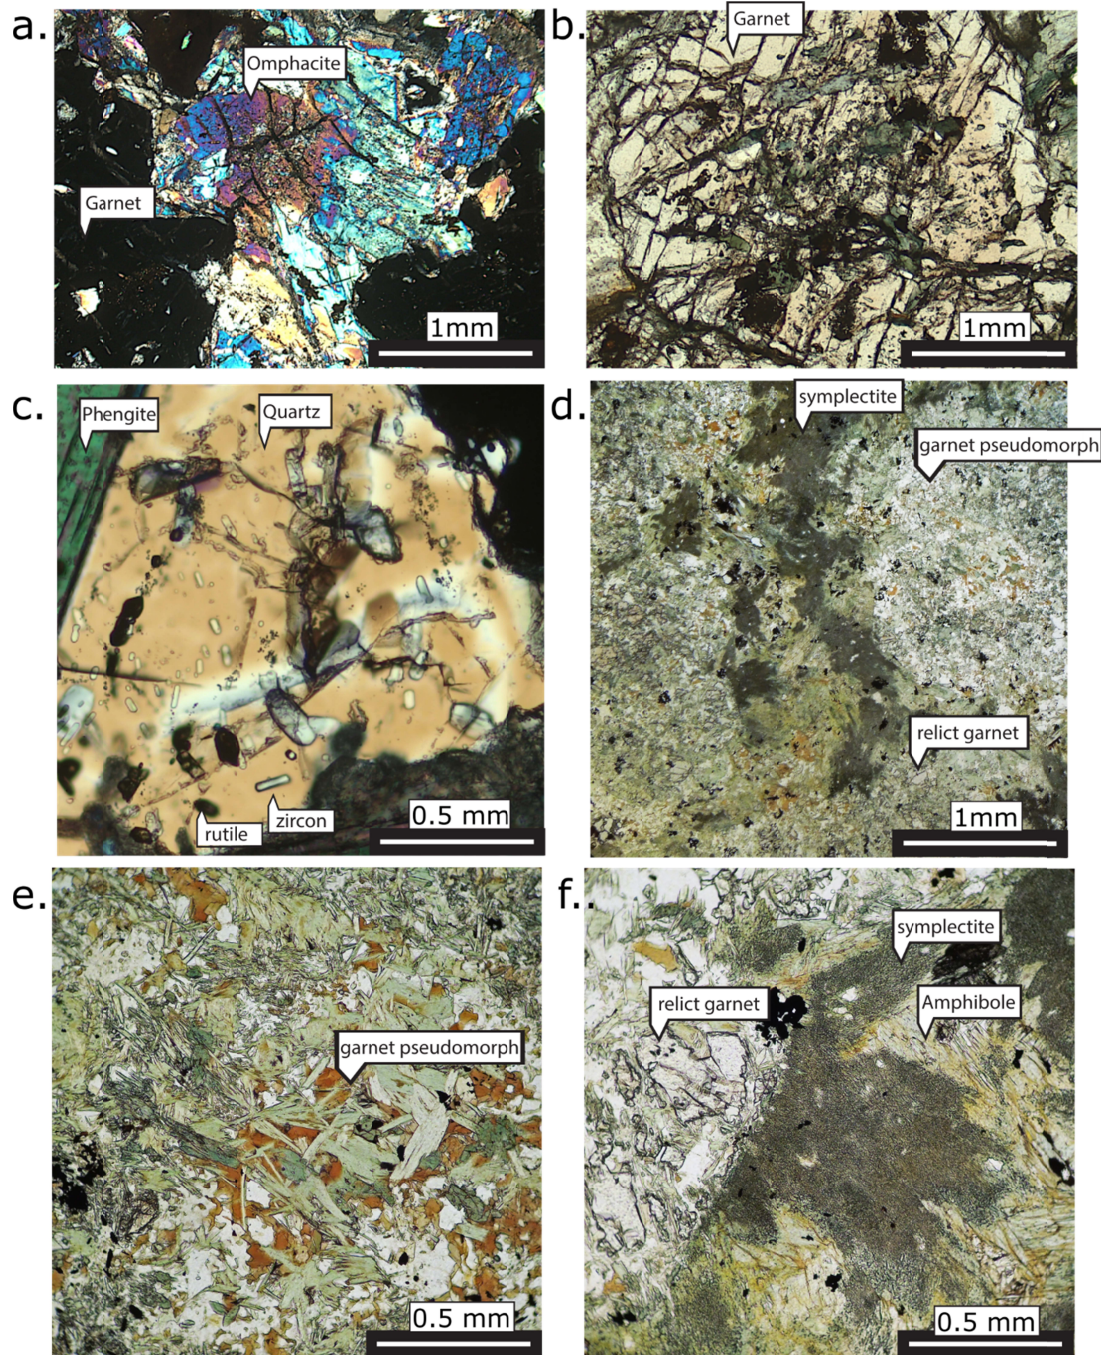 a.
Omphacite
Garnet
1mm
b.
Garnet
1mm
c.
Phengite
Quartz
rutile
zircon
0.5 mm
d.
symplectite
garnet pseudomorph
relict garnet
1mm
e.
garnet pseudomorph
0.5 mm
f..
symplectite
relict garnet
Amphibole
0.5 mm